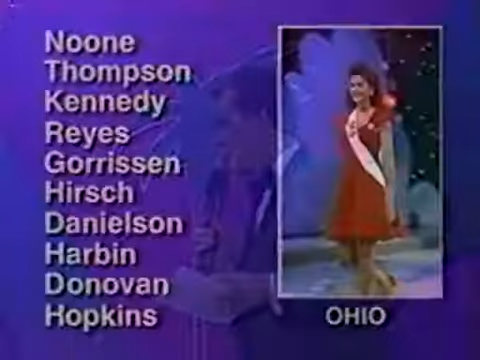 Noone
Thompson
Kennedy
Reyes
Gorrissen
Hirsch
Danielson
Harbin
Donovan
Hopkins
OHIO